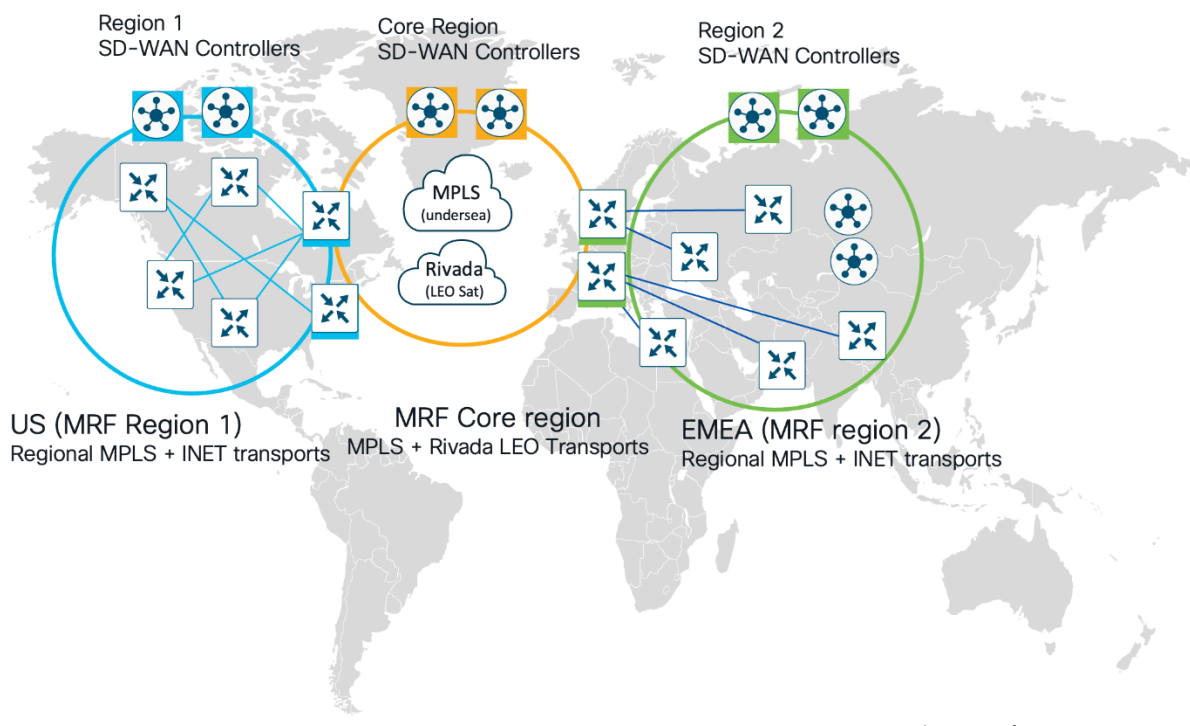 Region 1
SD-WAN Controllers
Core Region
SD-WAN Controllers
Region 2
SD-WAN Controllers
MPLS
(undersea)
Rivada
(LEO Sat)
US (MRF Region 1)
Regional MPLS + INET transports
MRF Core region
MPLS + Rivada LEO Transports
EMEA (MRF region 2)
Regional MPLS + INET transports